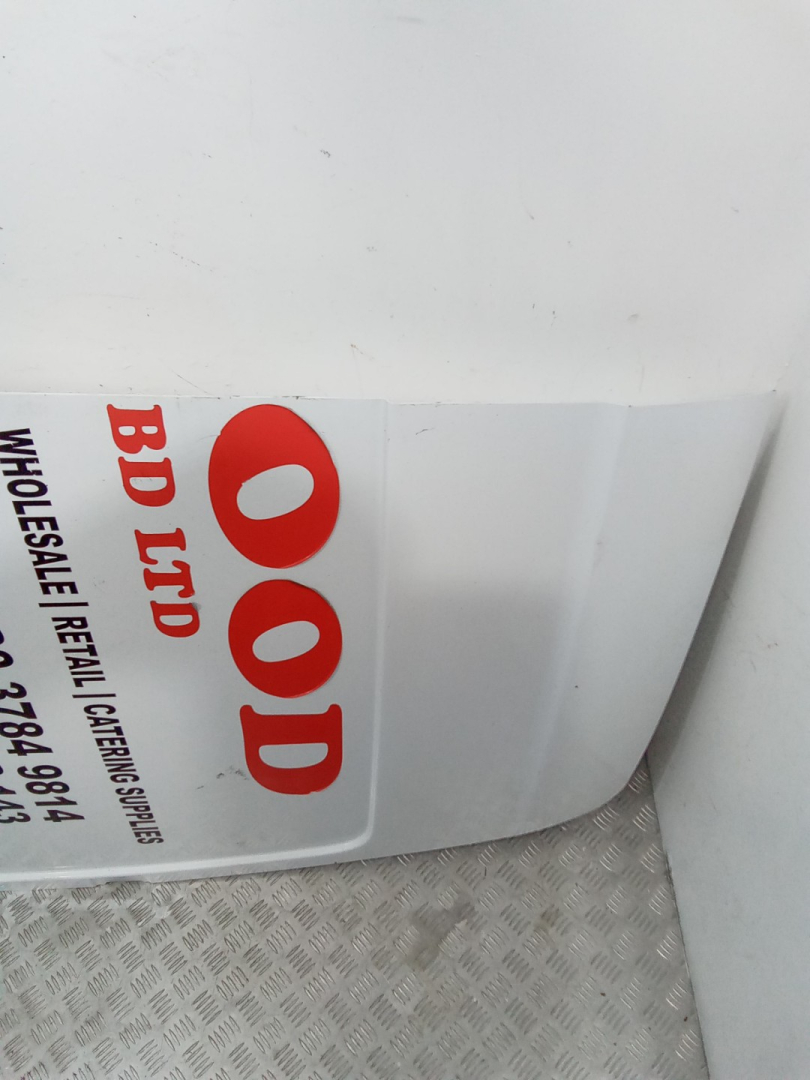 OOD
BD LTD
WHOLESALE | RETAIL | CATERING SUPPLIES
3784 9814